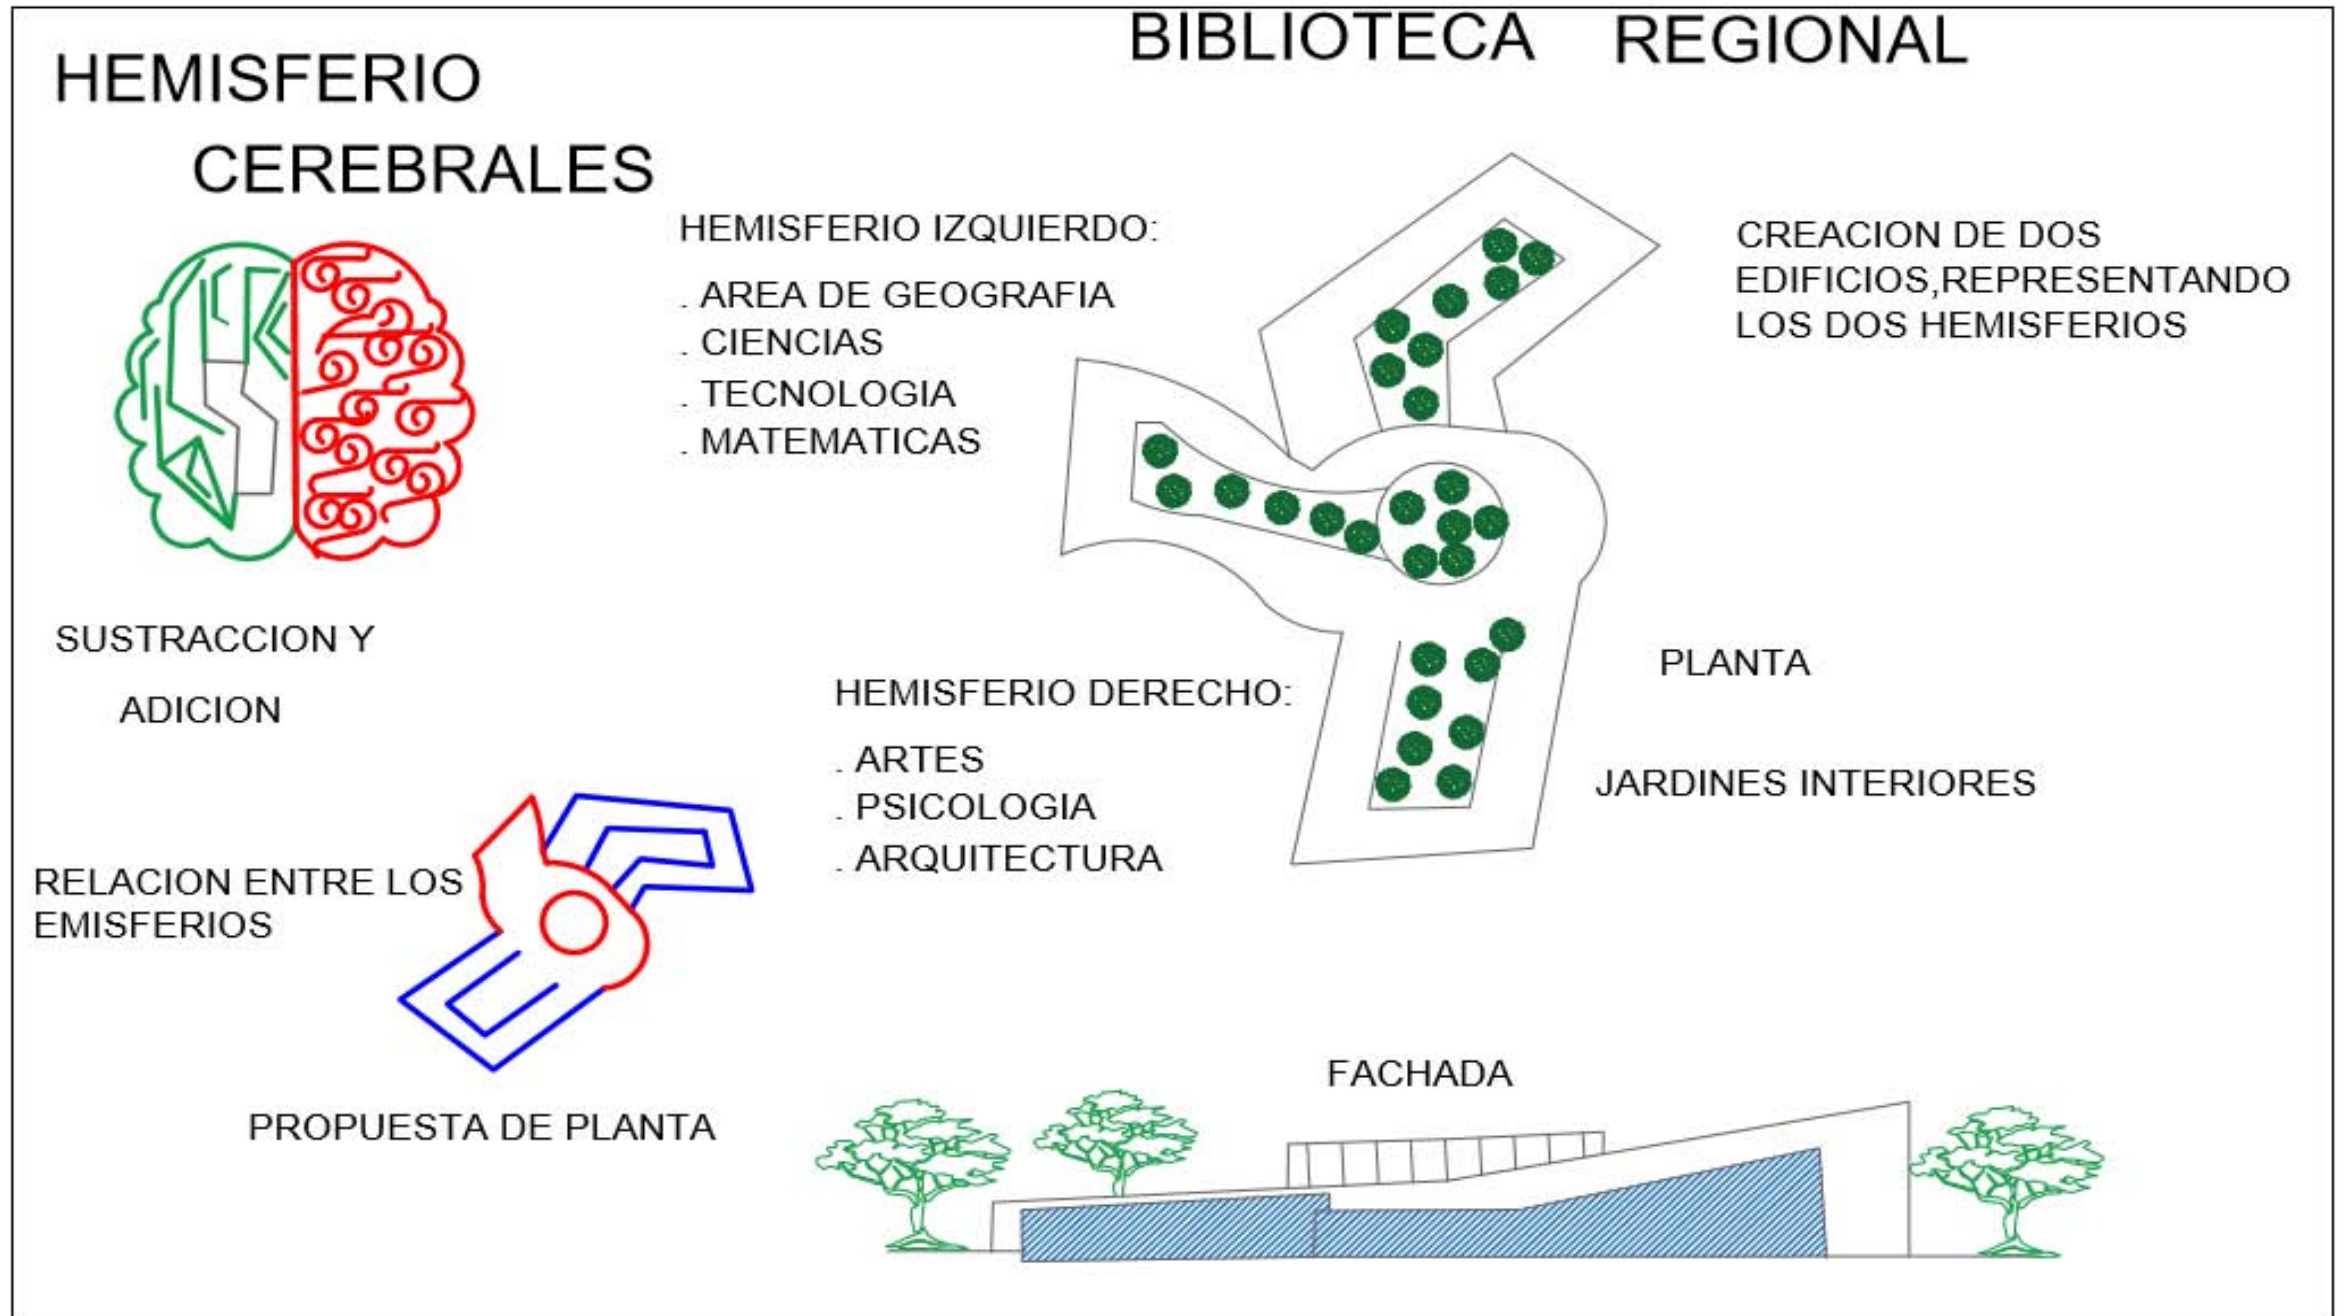 HEMISFERIO
CEREBRALES
BIBLIOTECA REGIONAL
HEMISFERIO IZQUIERDO:
. AREA DE GEOGRAFIA
. CIENCIAS
. TECNOLOGIA
. MATEMATICAS
CREACION DE DOS
EDIFICIOS,REPRESENTANDO
LOS DOS HEMISFERIOS
SUSTRACCION Y
ADICION
HEMISFERIO DERECHO:
. ARTES
. PSICOLOGIA
. ARQUITECTURA
PLANTA
JARDINES INTERIORES
RELACION ENTRE LOS
EMISFERIOS
PROPUESTA DE PLANTA
FACHADA